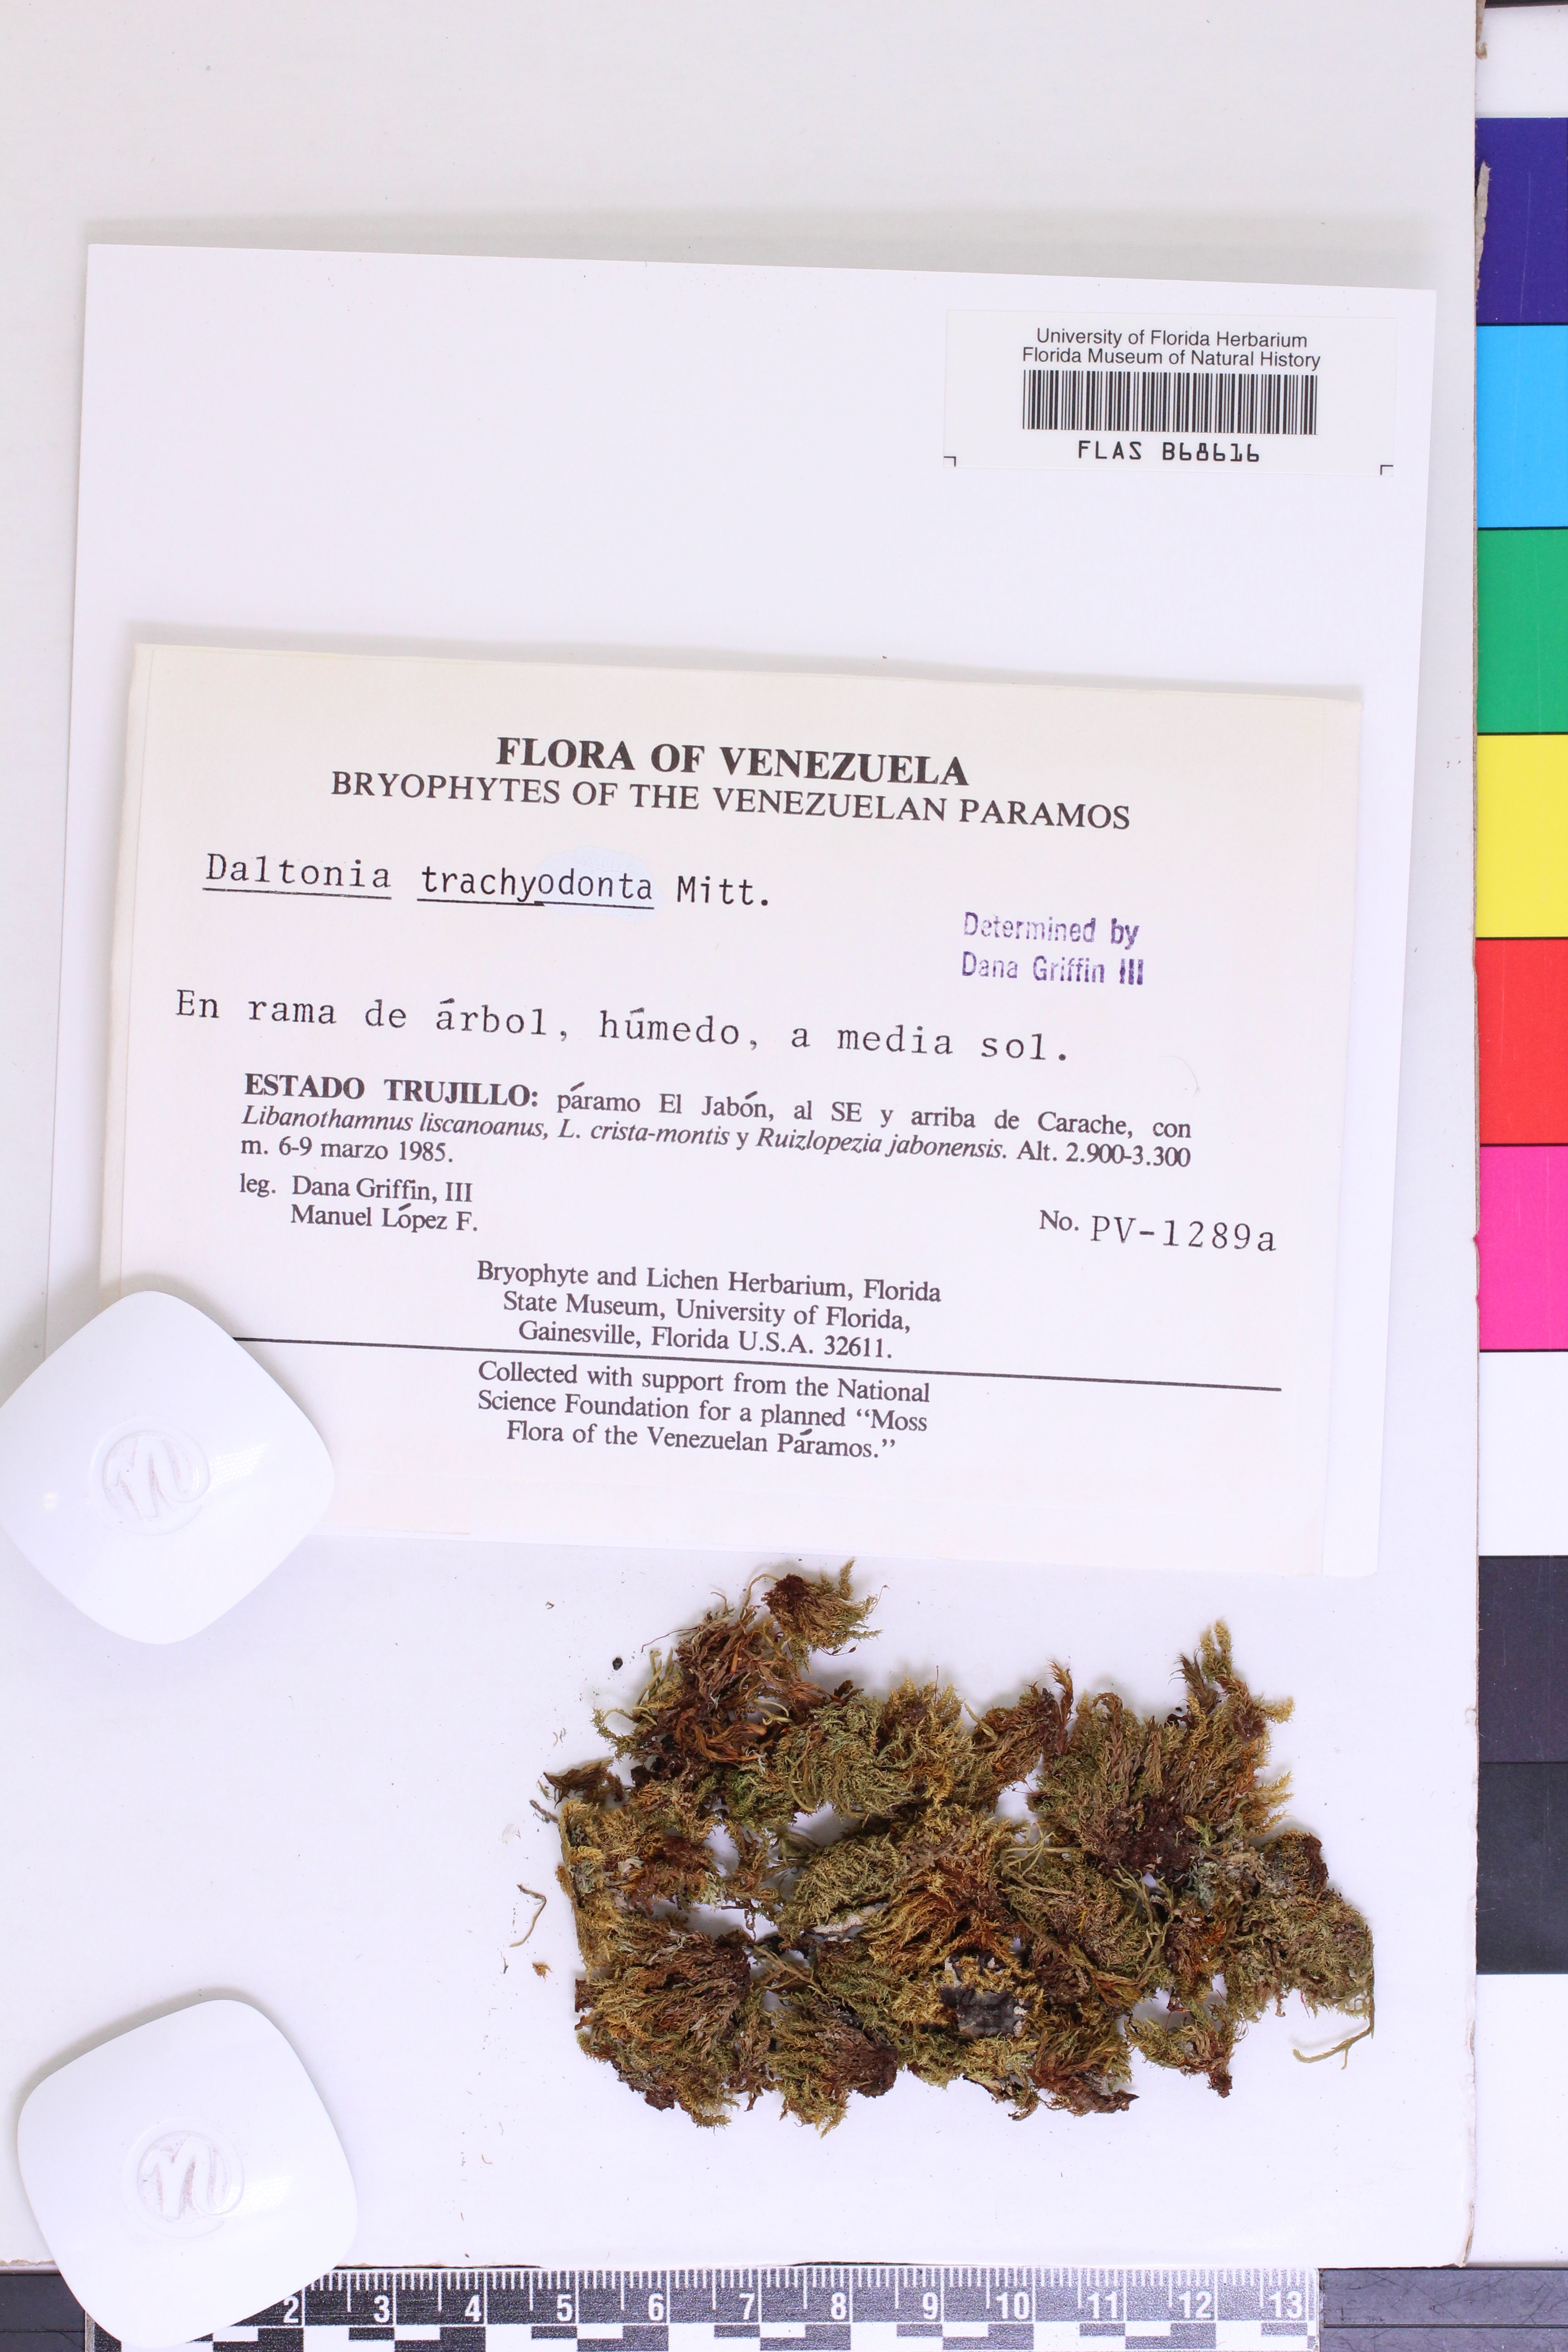 University of Florida Herbarium
Florida Museum of Natural History
FLAS B68616
FLORA OF VENEZUELA
BRYOPHYTES OF THE VENEZUELAN PARAMOS
Daltonia trachyodonta Mitt.
Determined by
Dana Griffin III
En rama de árbol, húmedo, a media sol.
ESTADO TRUJILLO: páramo El Jabón, al SE y arriba de Carache, con
Libanothamnus liscanoanus, L. crista-montis y Ruizlopezia jabonensis. Alt. 2.900-3.300
m. 6-9 marzo 1985.
leg. Dana Griffin, III
Manuel López F.
No. PV-1289a
Bryophyte and Lichen Herbarium, Florida
State Museum, University of Florida,
Gainesville, Florida U.S.A. 32611.
Collected with support from the National
Science Foundation for a planned “Moss
Flora of the Venezuelan Páramos.”
n
n
2 3 4 5 6 7 8 9 10 11 12 13